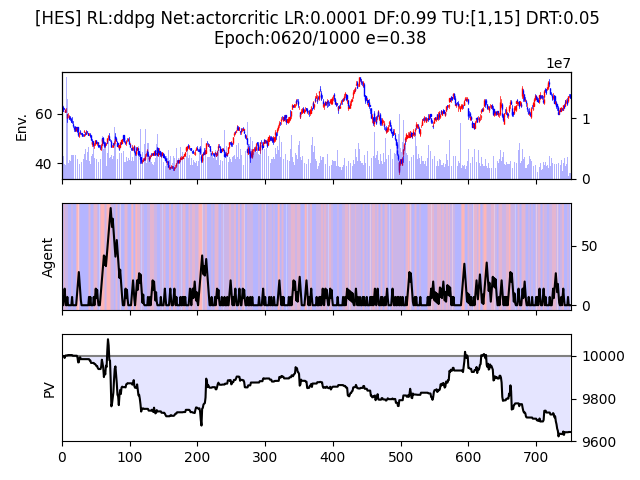 [HES] RL:ddpg Net:actorcritic LR:0.0001 DF:0.99 TU:[1,15] DRT:0.05
Epoch:0620/1000 e=0.38
1e7
Env.
60
40
1
0
Agent
50
0
PV
10000
9800
9600
0 100 200 300 400 500 600 700